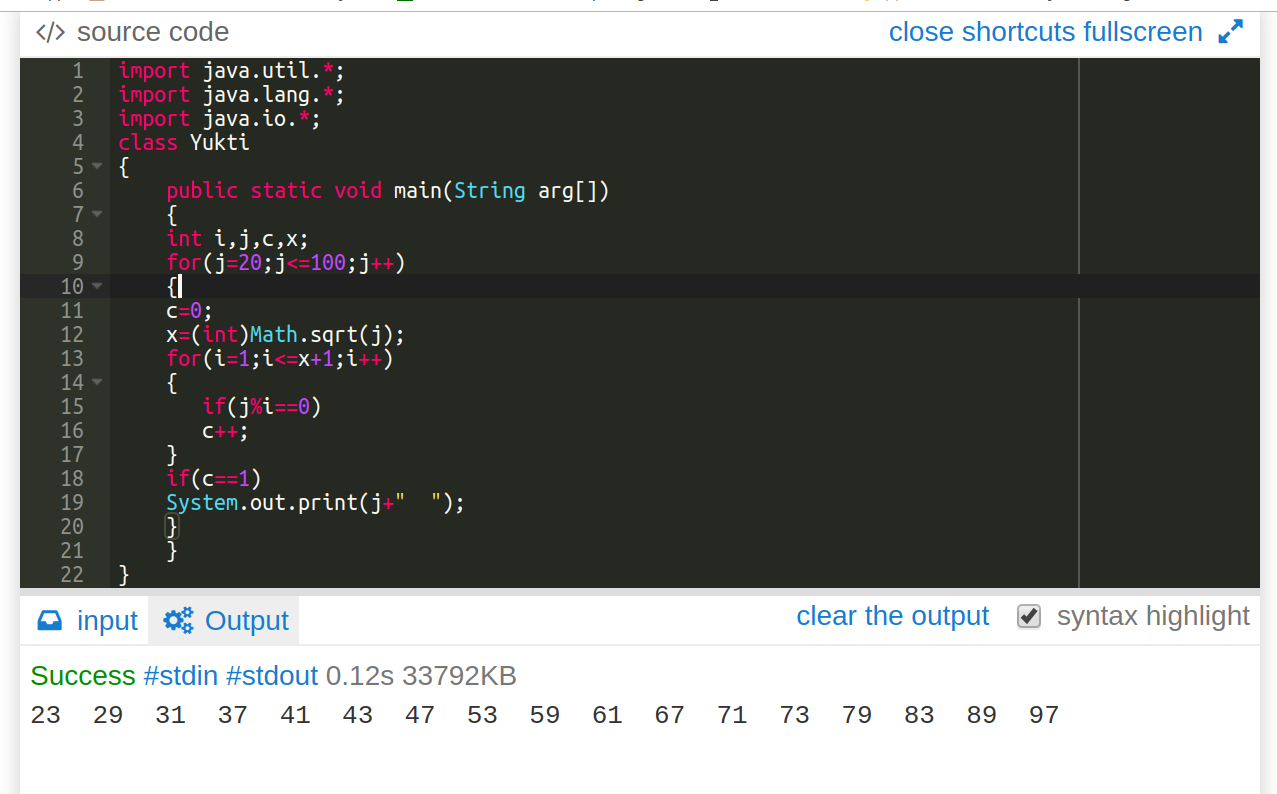 </> source code close shortcuts fullscreen
1 import java.util.*;
2 import java.lang.*;
3 import java.io.*;
4 class Yukti
5 {
6     public static void main(String arg[])
7     {
8     int i,j,c,x;
9     for(j=20;j<=100;j++)
10     {
11     c=0;
12     x=(int)Math.sqrt(j);
13     for(i=1;i<=x+1;i++)
14     {
15        if(j%i==0)
16        c++;
17     }
18     if(c==1)
19     System.out.print(j+"  ");
20     }
21     }
22 }
input Output clear the output syntax highlight
Success #stdin #stdout 0.12s 33792KB
23  29  31  37  41  43  47  53  59  61  67  71  73  79  83  89  97